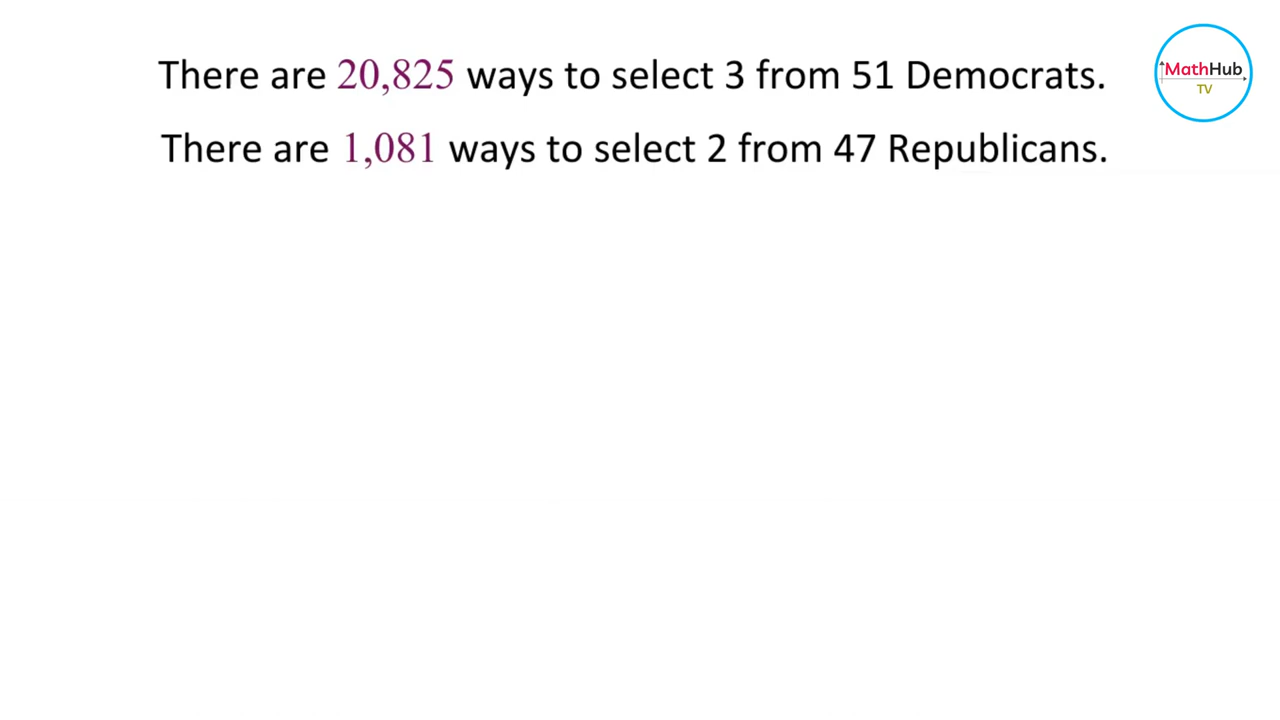 There are 20,825 ways to select 3 from 51 Democrats.
There are 1,081 ways to select 2 from 47 Republicans.
MathHub
TV